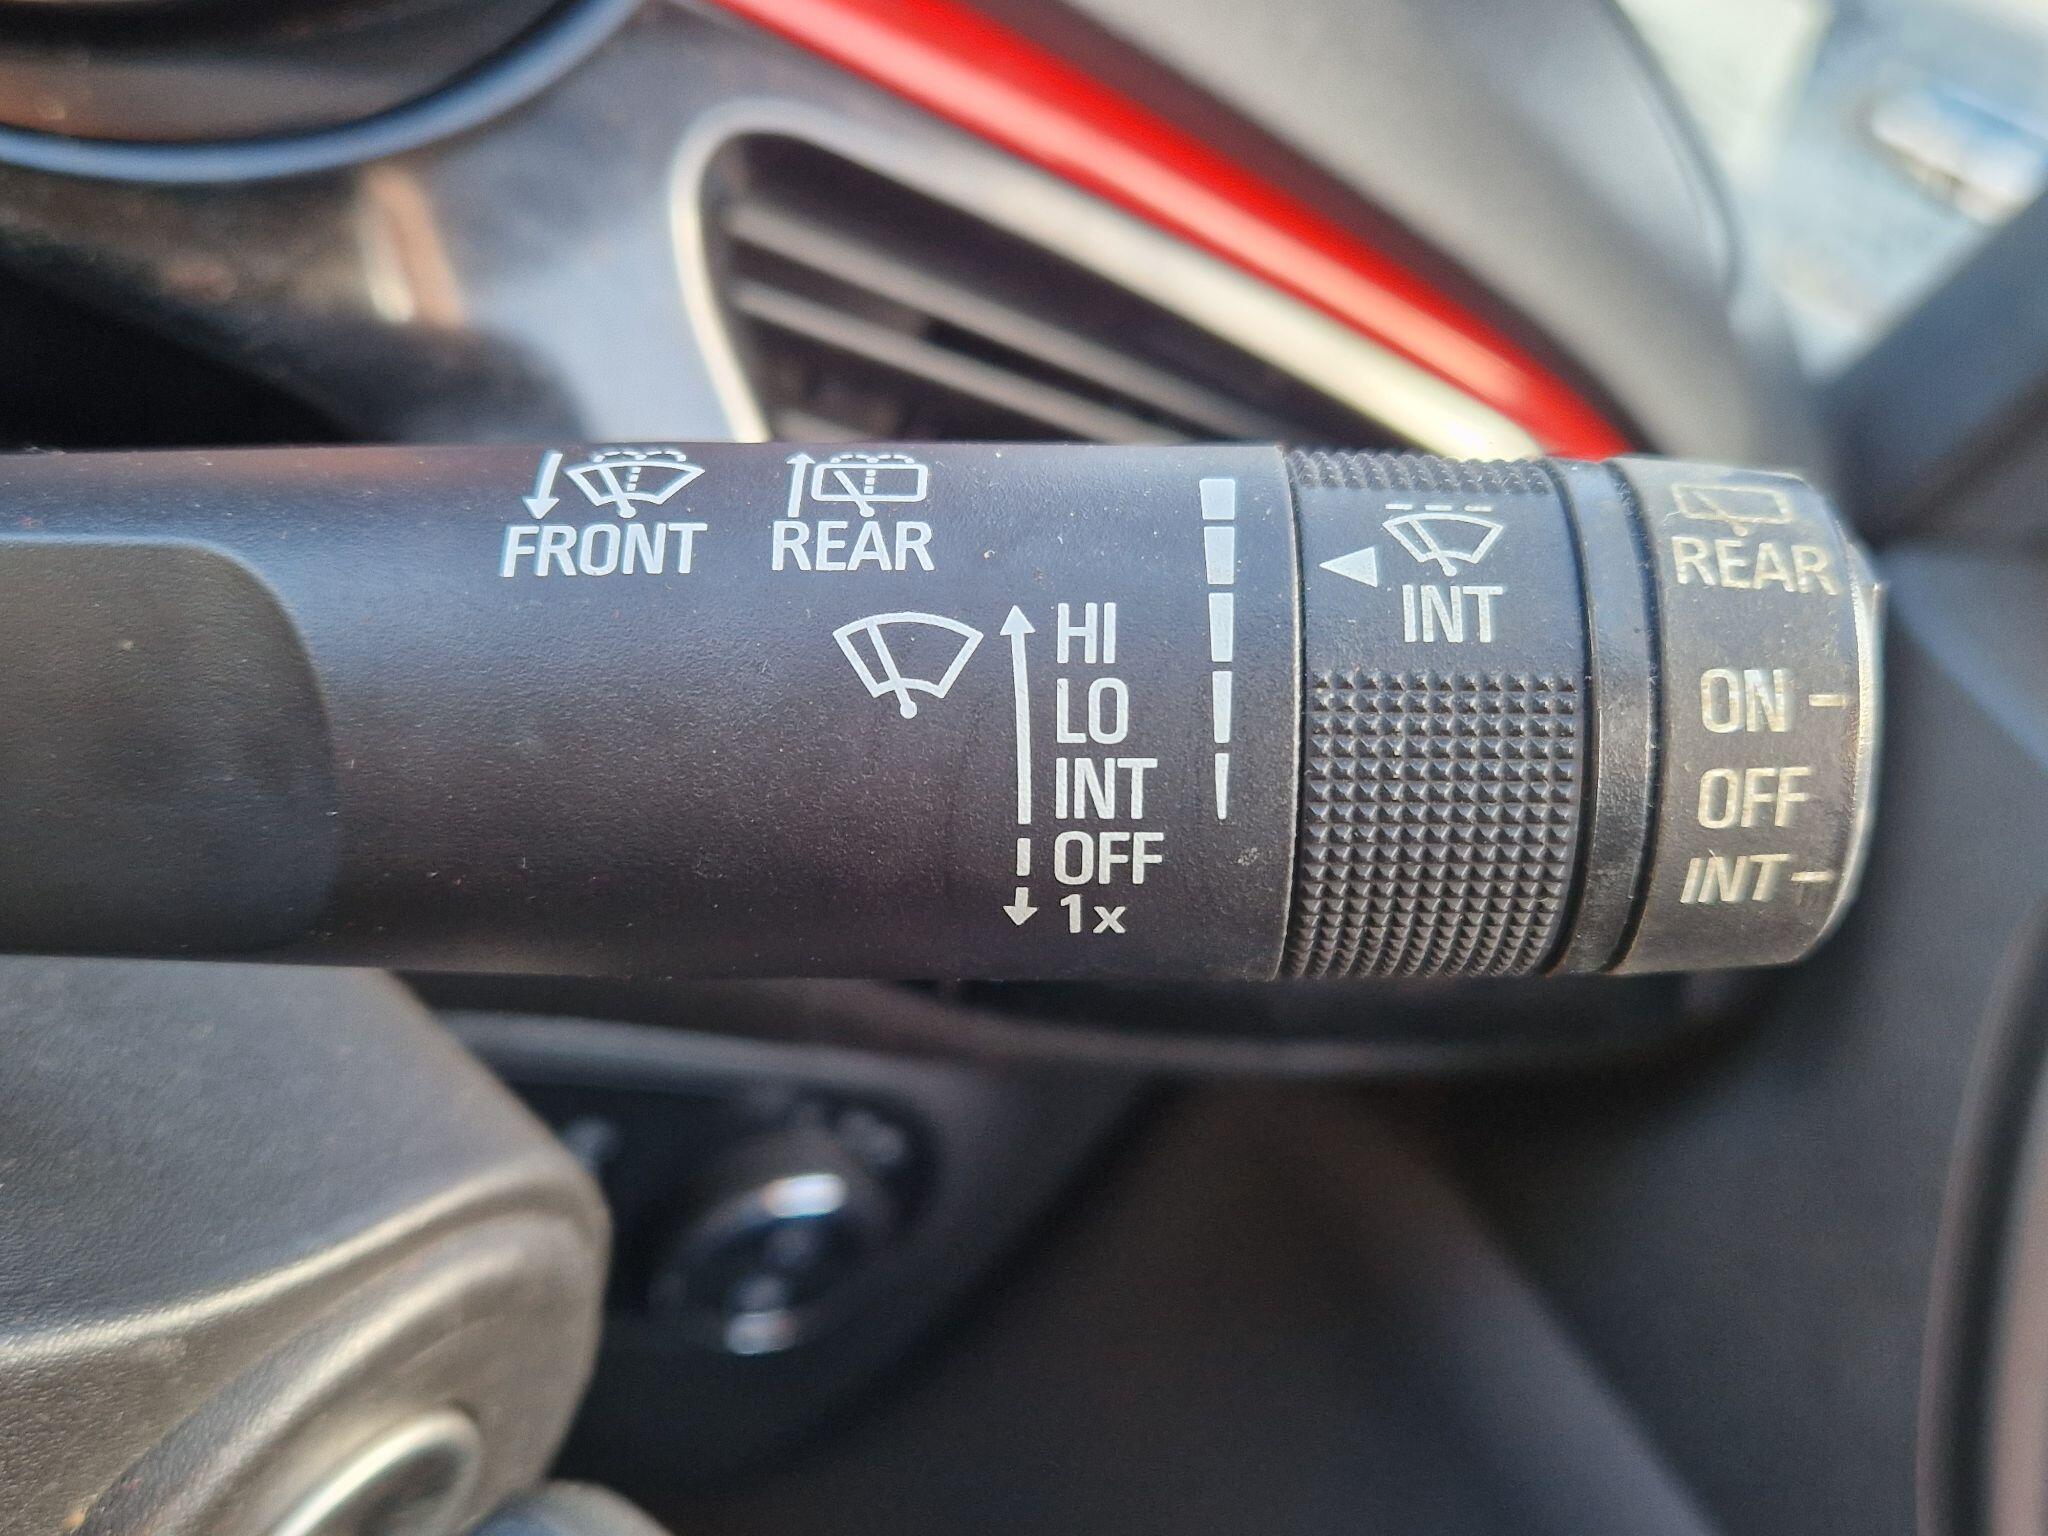 FRONT
REAR
HI
LO
INT
OFF
1x
INT
REAR
ON -
OFF
INT -